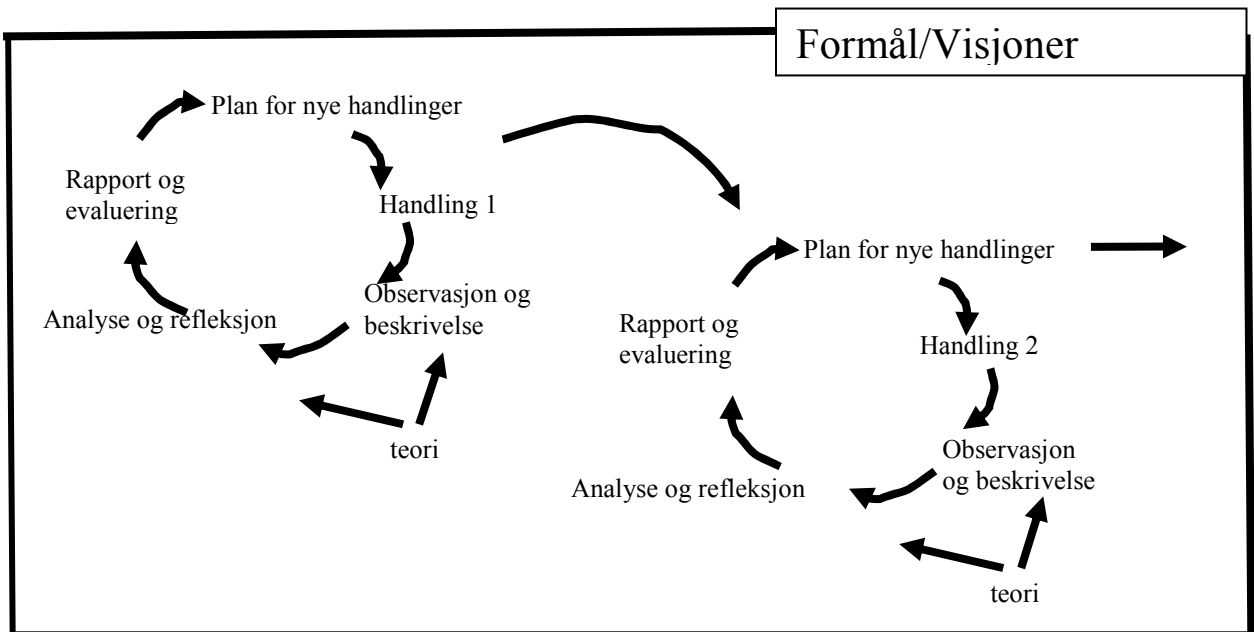 Formål/Visjoner
Plan for nye handlinger
Rapport og
evaluering
Handling 1
Observasjon og
beskrivelse
Analyse og refleksjon
teori
Plan for nye handlinger
Rapport og
evaluering
Handling 2
Observasjon
og beskrivelse
Analyse og refleksjon
teori